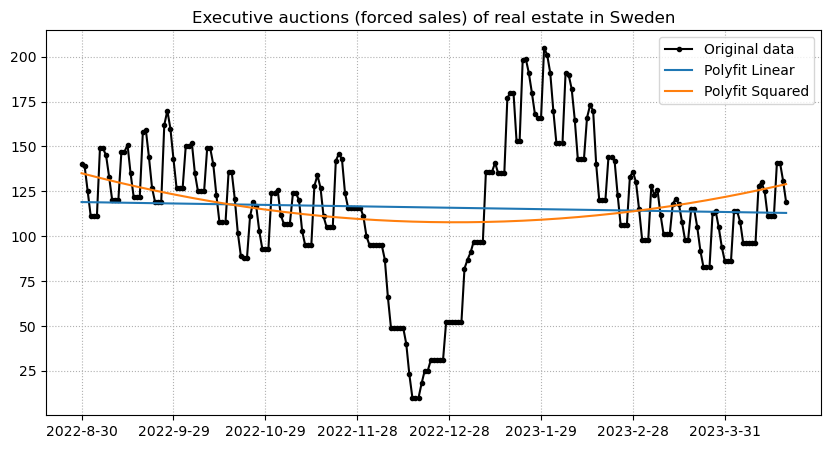 Executive auctions (forced sales) of real estate in Sweden
Original data
Polyfit Linear
Polyfit Squared
200
175
150
125
100
75
50
25
2022-8-30 2022-9-29 2022-10-29 2022-11-28 2022-12-28 2023-1-29 2023-2-28 2023-3-31